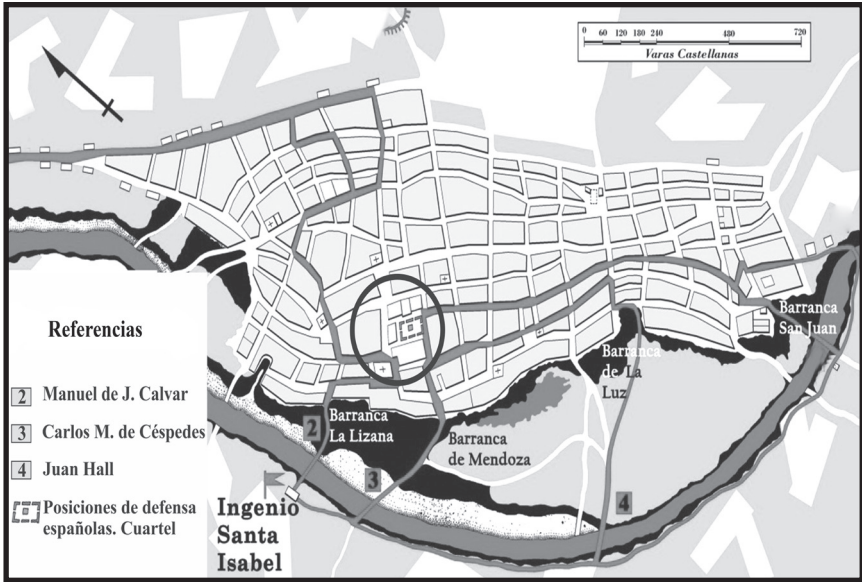 0 60 120 180 240 480 720
Varas Castellanas
Referencias
2 Manuel de J. Calvar
3 Carlos M. de Céspedes
4 Juan Hall
Posiciones de defensa
españolas. Cuartel
2
Barranca
La Lizana
3
Barranca
de Mendoza
Barranca
de La
Luz
Barranca
San Juan
4
Ingenio
Santa
Isabel